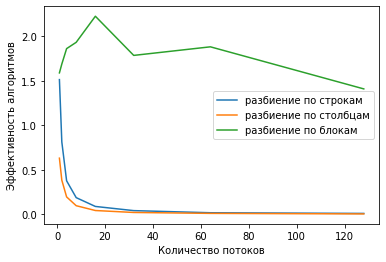 Эффективность алгоритмов
2.0
1.5
1.0
0.5
0.0
разбиение по строкам
разбиение по столбцам
разбиение по блокам
0 20 40 60 80 100 120
Количество потоков